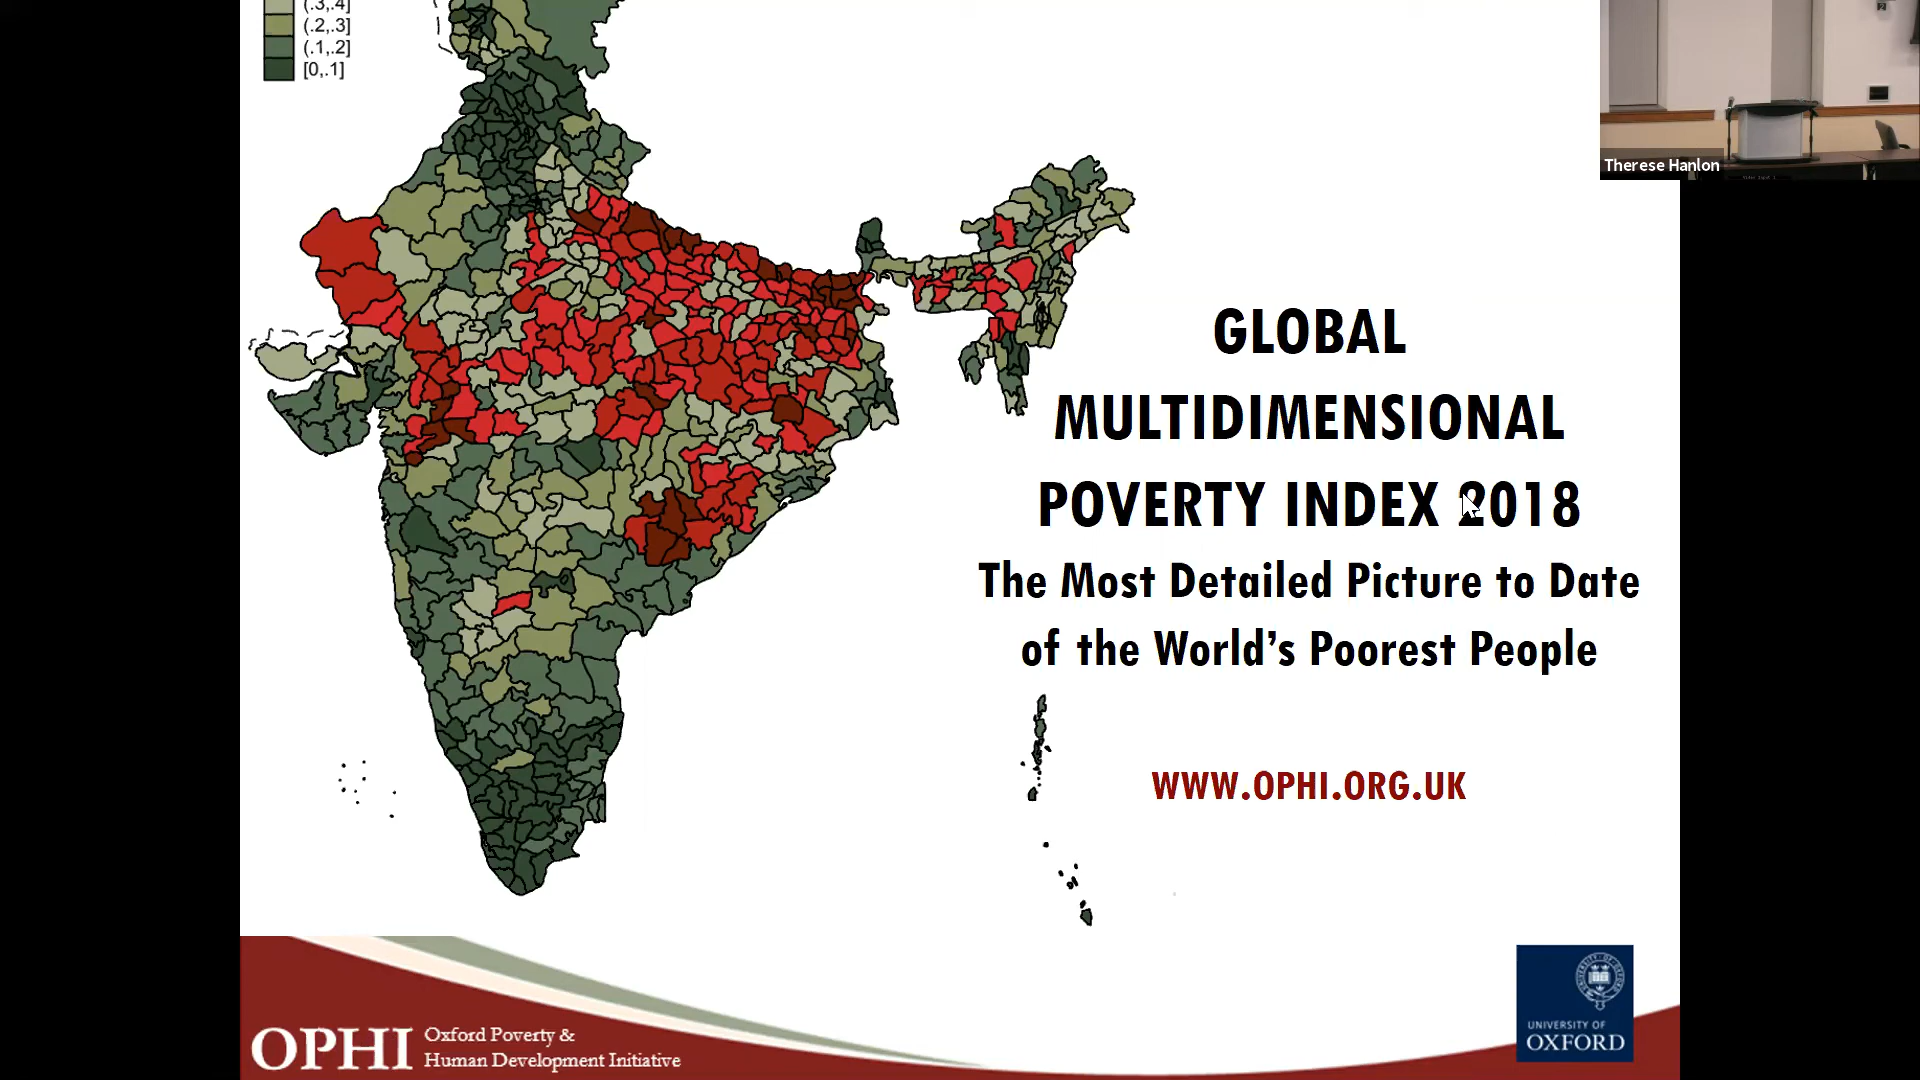 (.3,.4]
(.2,.3]
(.1,.2]
[0,.1]
Therese Hanlon
GLOBAL
MULTIDIMENSIONAL
POVERTY INDEX 2018
The Most Detailed Picture to Date
of the World’s Poorest People
WWW.OPHI.ORG.UK
OPHI
Oxford Poverty &
Human Development Initiative
UNIVERSITY OF
OXFORD